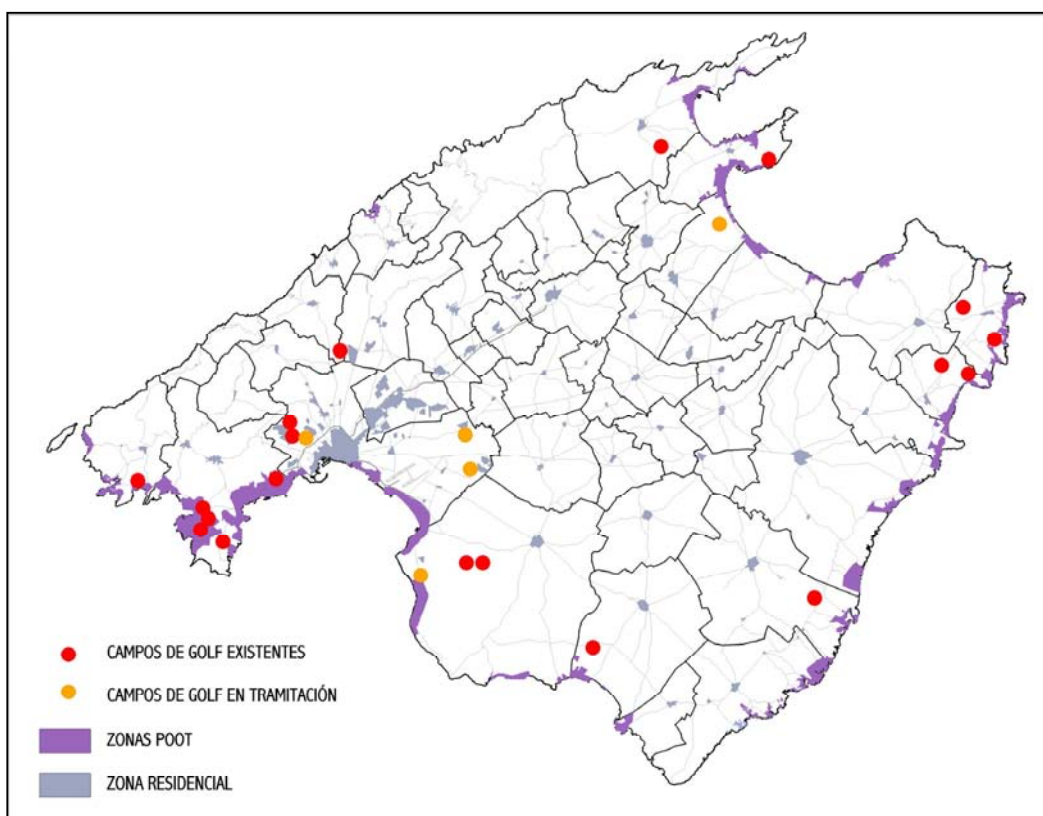 CAMPOS DE GOLF EXISTENTES
CAMPOS DE GOLF EN TRAMITACIÓN
ZONAS POOT
ZONA RESIDENCIAL